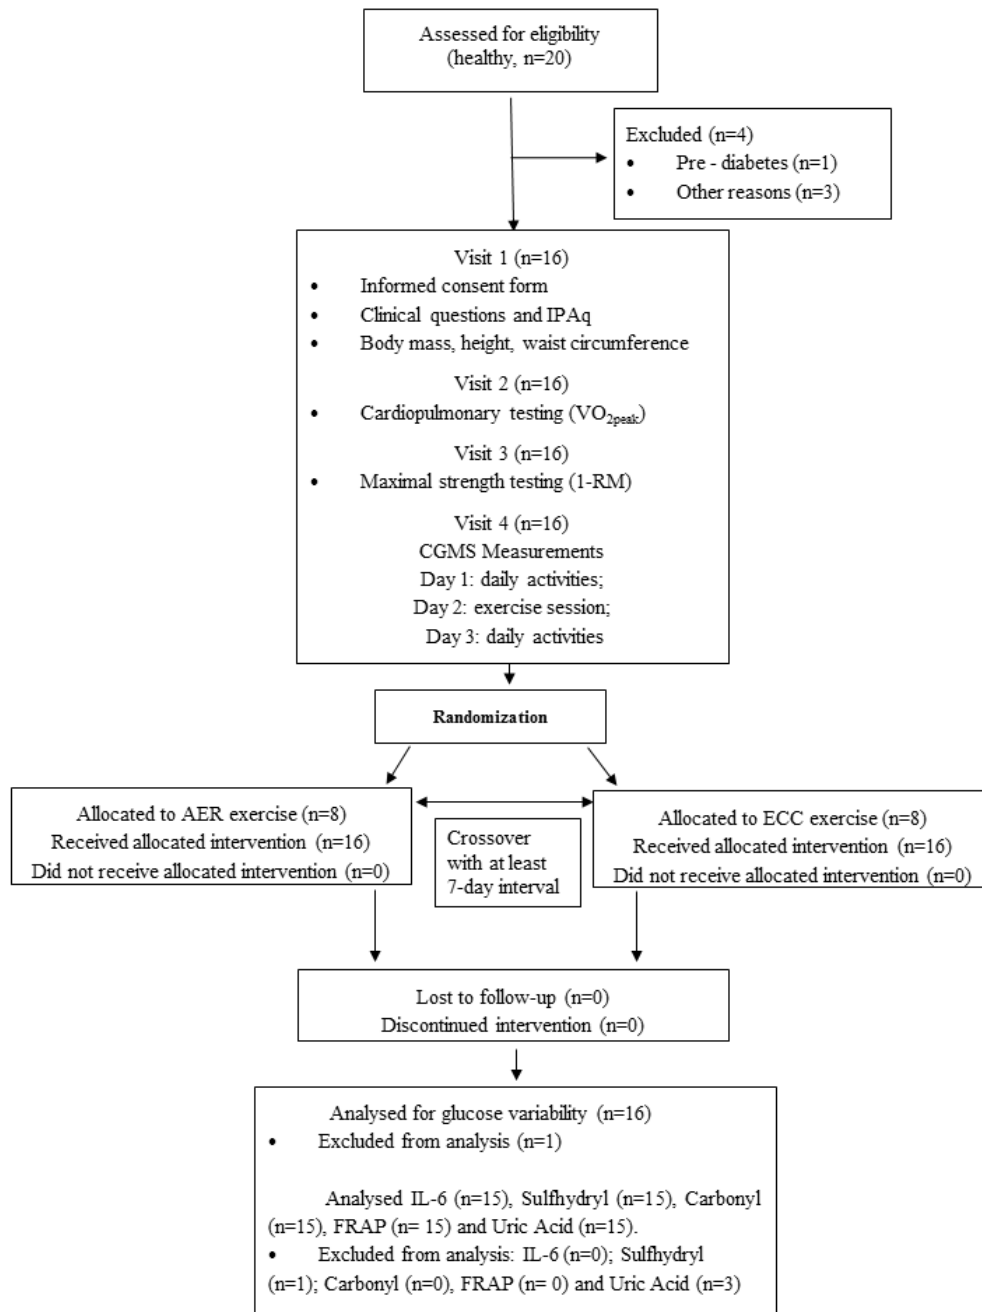 Assessed for eligibility
(healthy, n=20)
Excluded (n=4)
• Pre - diabetes (n=1)
• Other reasons (n=3)
Visit 1 (n=16)
• Informed consent form
• Clinical questions and IPAq
• Body mass, height, waist circumference
Visit 2 (n=16)
• Cardiopulmonary testing (VO2peak)
Visit 3 (n=16)
• Maximal strength testing (1-RM)
Visit 4 (n=16)
CGMS Measurements
Day 1: daily activities;
Day 2: exercise session;
Day 3: daily activities
Randomization
Allocated to AER exercise (n=8)
Received allocated intervention (n=16)
Did not receive allocated intervention (n=0)
Crossover
with at least
7-day interval
Allocated to ECC exercise (n=8)
Received allocated intervention (n=16)
Did not receive allocated intervention (n=0)
Lost to follow-up (n=0)
Discontinued intervention (n=0)
Analysed for glucose variability (n=16)
• Excluded from analysis (n=1)
Analysed IL-6 (n=15), Sulfhydryl (n=15), Carbonyl
(n=15), FRAP (n= 15) and Uric Acid (n=15).
• Excluded from analysis: IL-6 (n=0); Sulfhydryl
(n=1); Carbonyl (n=0), FRAP (n= 0) and Uric Acid (n=3)